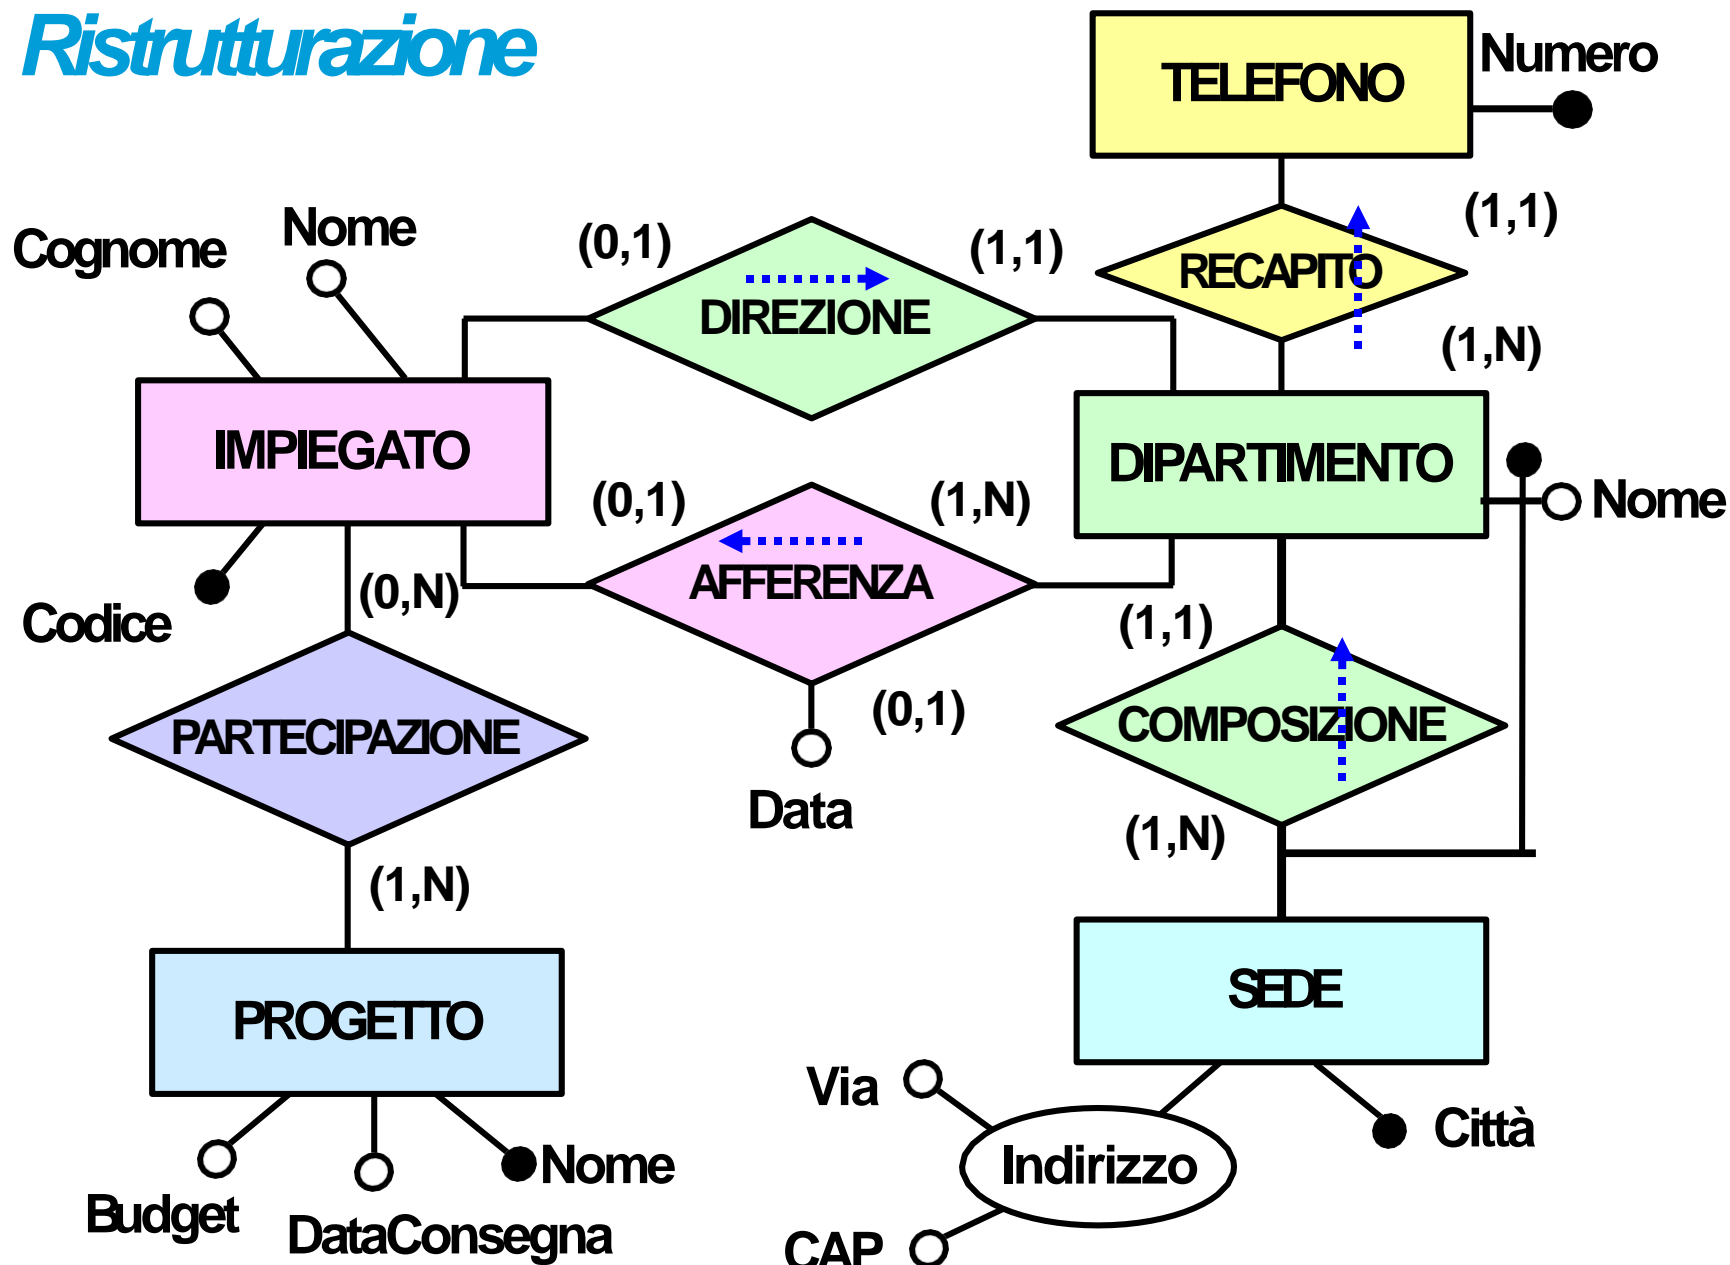 Ristrutturazione
TELEFONO
Numero
(1,1)
Cognome
Nome
(0,1)
(1,1)
RECAPITO
DIREZIONE
(1,N)
IMPIEGATO
DIPARTIMENTO
Nome
(0,1)
(1,N)
AFFERENZA
Codice
(0,N)
(1,1)
(0,1)
PARTECIPAZIONE
COMPOSIZIONE
Data
(1,N)
(1,N)
PROGETTO
SEDE
Via
Città
Indirizzo
Nome
Budget
DataConsegna
CAP